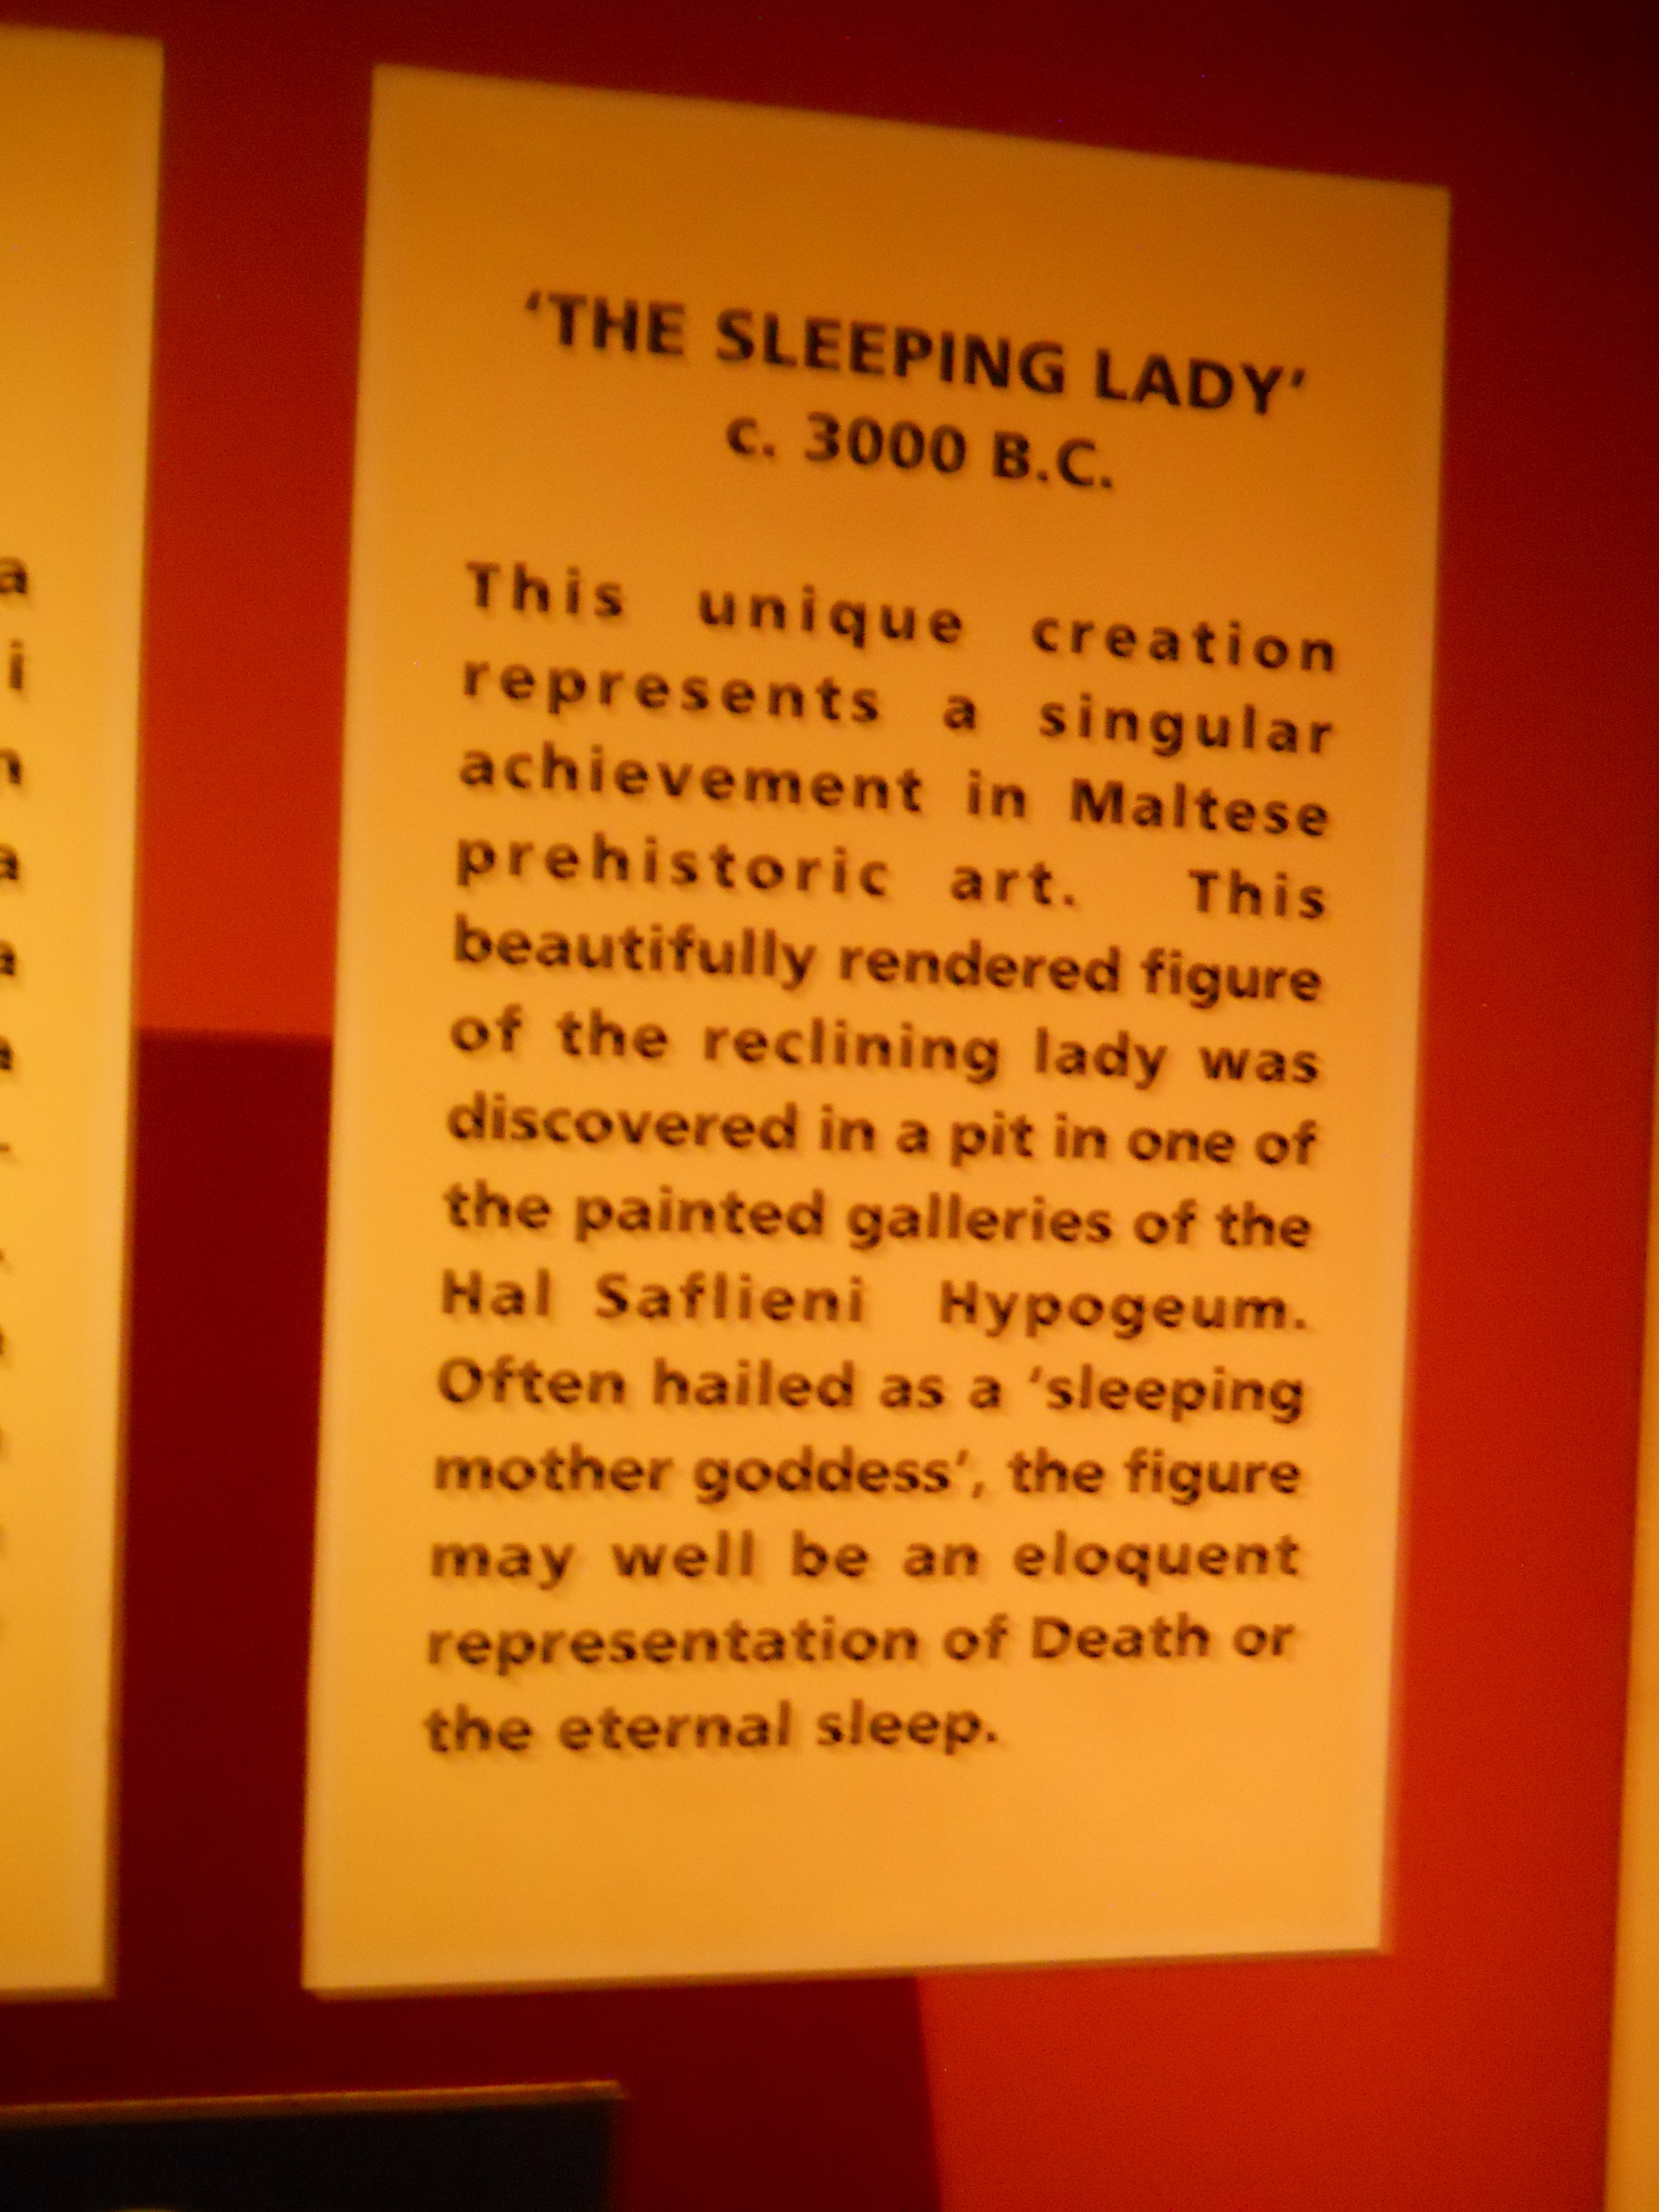 ‘THE SLEEPING LADY’
c. 3000 B.C.
This unique creation
represents a singular
achievement in Maltese
prehistoric art. This
beautifully rendered figure
of the reclining lady was
discovered in a pit in one of
the painted galleries of the
Hal Saflieni Hypogeum.
Often hailed as a ‘sleeping
mother goddess’, the figure
may well be an eloquent
representation of Death or
the eternal sleep.